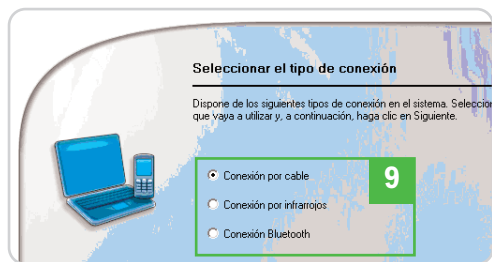 Seleccionar el tipo de conexión
Dispone de los siguientes tipos de conexión en el sistema.
que vaya a utilizar y, a continuación, haga clic en Siguiente.
Conexión por cable
9
Conexión por infrarrojos
Conexión Bluetooth